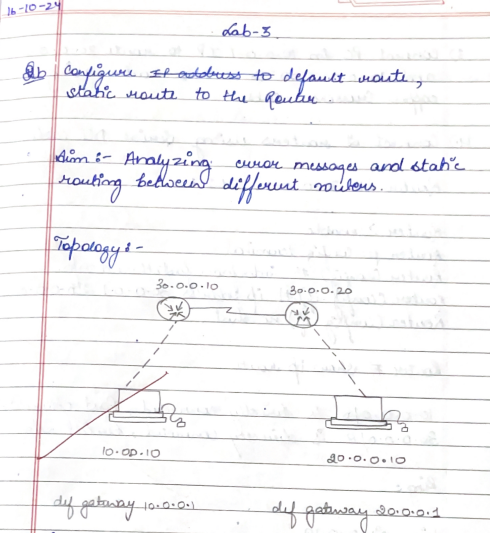 16-10-24
Lab-3
Qb configure IP address to default route,
static route to the Router.
Aim :- Analyzing error messages and static
routing between different routers.
Topology :-
30.0.0.10 30.0.0.20
10.00.10 20.0.0.10
def gateway 10.0.0.1 def gateway 20.0.0.1